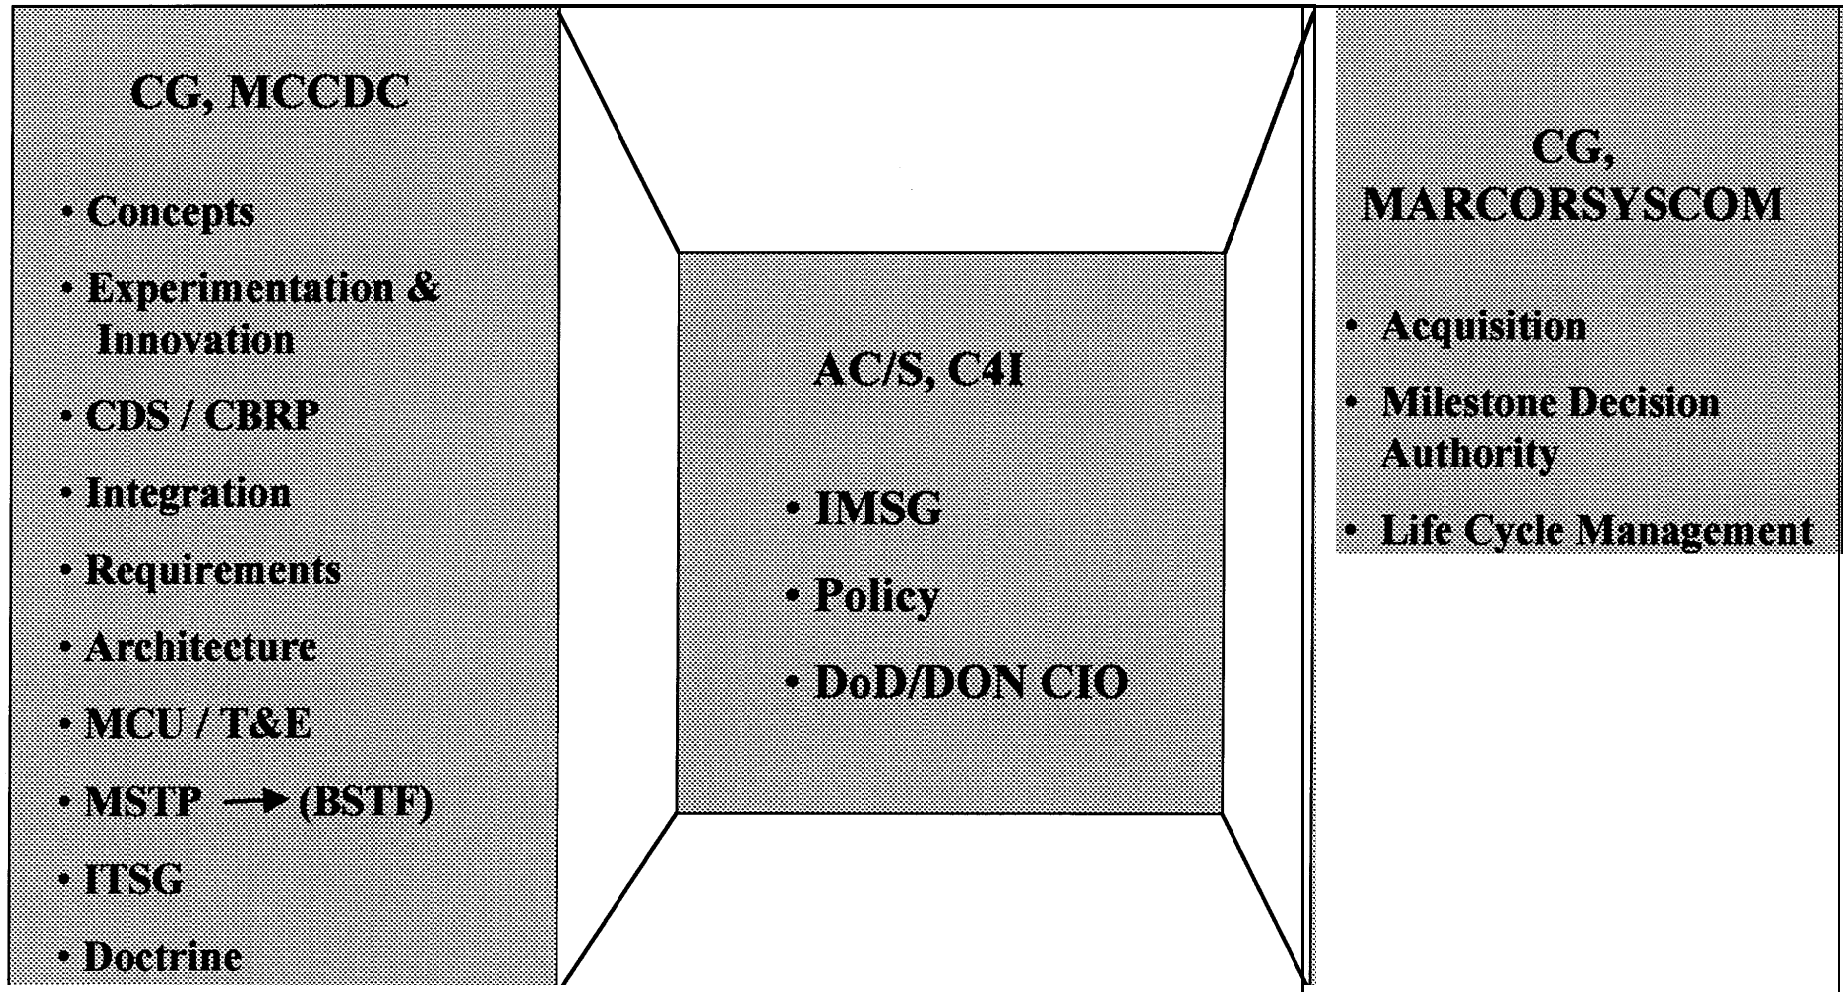 CG, MCCDC
• Concepts
• Experimentation &
Innovation
• CDS / CBRP
• Integration
• Requirements
• Architecture
• MCU / T&E
• MSTP → (BSTF)
• ITSG
• Doctrine
AC/S, C4I
• IMSG
• Policy
• DoD/DON CIO
CG,
MARCORSYSCOM
• Acquisition
• Milestone Decision
Authority
• Life Cycle Management